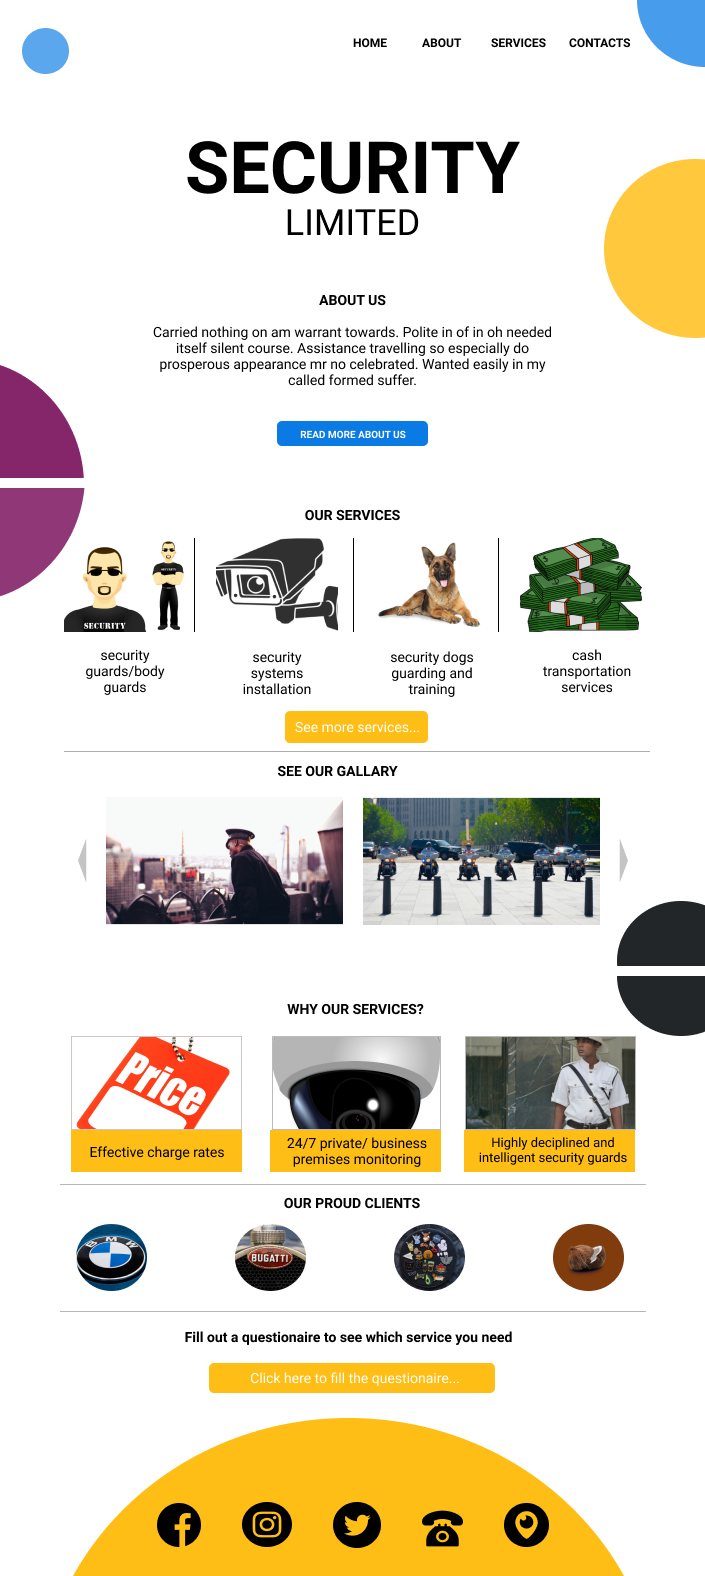 HOME ABOUT SERVICES CONTACTS
SECURITY
LIMITED
ABOUT US
Carried nothing on am warrant towards. Polite in of in oh needed
itself silent course. Assistance travelling so especially do
prosperous appearance mr no celebrated. Wanted easily in my
called formed suffer.
READ MORE ABOUT US
OUR SERVICES
SECURITY
SECURITY
security
guards/body
guards
security
systems
installation
security dogs
guarding and
training
cash
transportation
services
See more services...
SEE OUR GALLARY
WHY OUR SERVICES?
Price
Effective charge rates
24/7 private/ business
premises monitoring
Highly deciplined and
intelligent security guards
OUR PROUD CLIENTS
BMW
BUGATTI
Fill out a questionaire to see which service you need
Click here to fill the questionaire...